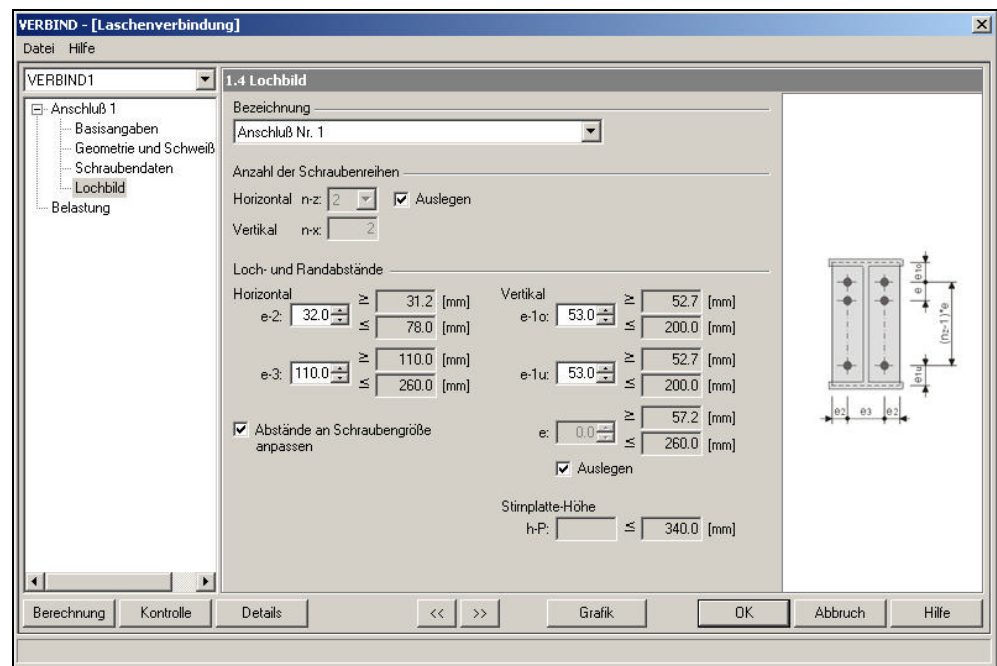 VERBIND - [Laschenverbindung]
Datei Hilfe
VERBIND1
Anschluß 1
Basisangaben
Geometrie und Schweiß
Schraubendaten
Lochbild
Belastung
1.4 Lochbild
Bezeichnung
Anschluß Nr. 1
Anzahl der Schraubenreihen
Horizontal n-z: 2 Auslegen
Vertikal n-x: 2
Loch- und Randabstände
Horizontal
e-2: 32.0 ≥ 31.2 [mm]
≤ 78.0 [mm]
e-3: 110.0 ≥ 110.0 [mm]
≤ 260.0 [mm]
Abstände an Schraubengröße
anpassen
Vertikal
e-1o: 53.0 ≥ 52.7 [mm]
≤ 200.0 [mm]
e-1u: 53.0 ≥ 52.7 [mm]
≤ 200.0 [mm]
e: 0.0 ≥ 57.2 [mm]
≤ 260.0 [mm]
Auslegen
Stirnplatte-Höhe
h-P: ≤ 340.0 [mm]
e1o
e
(nz-1)*e
e1u
e2 e3 e2
Berechnung Kontrolle Details << >> Grafik OK Abbruch Hilfe